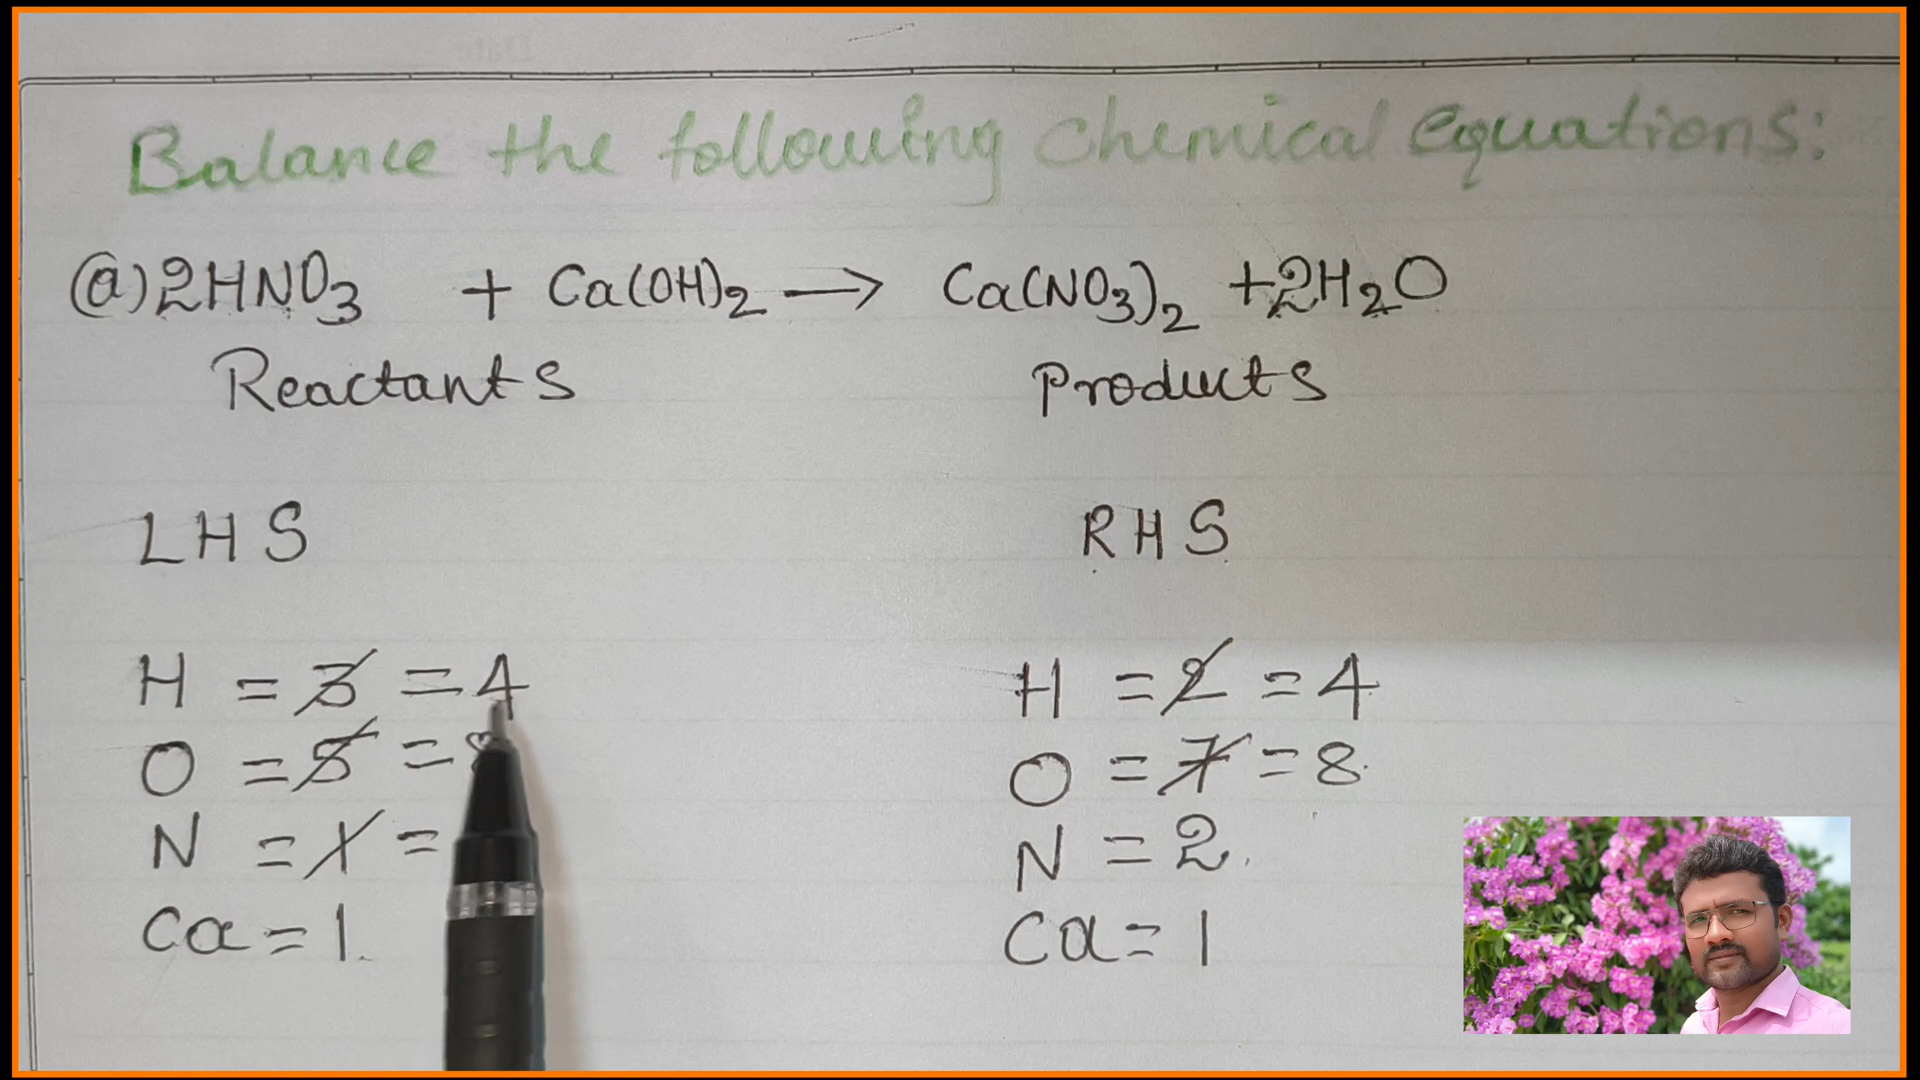 Balance the following Chemical equations:
(a) 2HNO₃ + Ca(OH)₂ → Ca(NO₃)₂ + 2H₂O
Reactants Products
LHS RHS
H = 3 = 4 H = 2 = 4
O = 5 = 8 O = 7 = 8
N = 1 = N = 2.
Ca = 1. Ca = 1